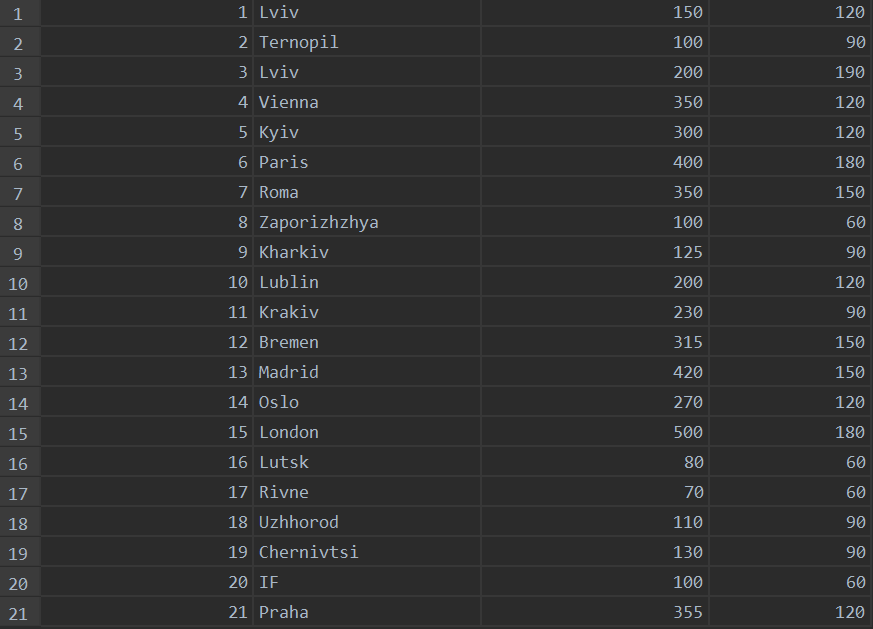 1 1 Lviv 150 120
2 2 Ternopil 100 90
3 3 Lviv 200 190
4 4 Vienna 350 120
5 5 Kyiv 300 120
6 6 Paris 400 180
7 7 Roma 350 150
8 8 Zaporizhzhya 100 60
9 9 Kharkiv 125 90
10 10 Lublin 200 120
11 11 Krakiv 230 90
12 12 Bremen 315 150
13 13 Madrid 420 150
14 14 Oslo 270 120
15 15 London 500 180
16 16 Lutsk 80 60
17 17 Rivne 70 60
18 18 Uzhhorod 110 90
19 19 Chernivtsi 130 90
20 20 IF 100 60
21 21 Praha 355 120